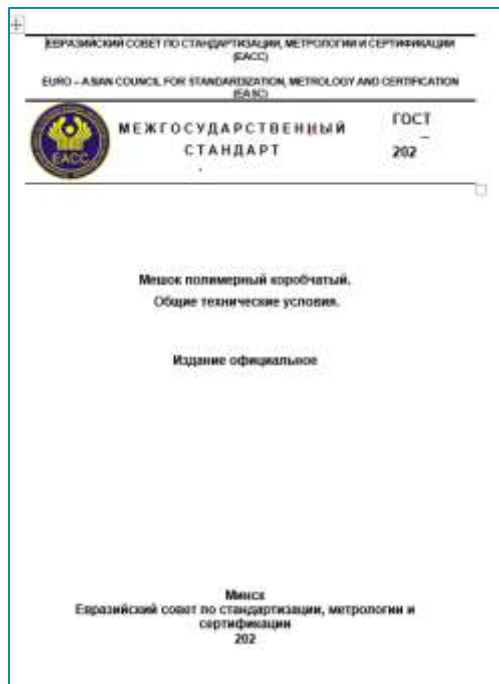 ЕВРАЗИЙСКИЙ СОВЕТ ПО СТАНДАРТИЗАЦИИ, МЕТРОЛОГИИ И СЕРТИФИКАЦИИ
(ЕАСС)
EURO – ASIAN COUNCIL FOR STANDARDIZATION, METROLOGY AND CERTIFICATION
(EASC)
ЕАСС
МЕЖГОСУДАРСТВЕННЫЙ
СТАНДАРТ
ГОСТ
–
202
Мешок полимерный коробчатый.
Общие технические условия.
Издание официальное
Минск
Евразийский совет по стандартизации, метрологии и
сертификации
202